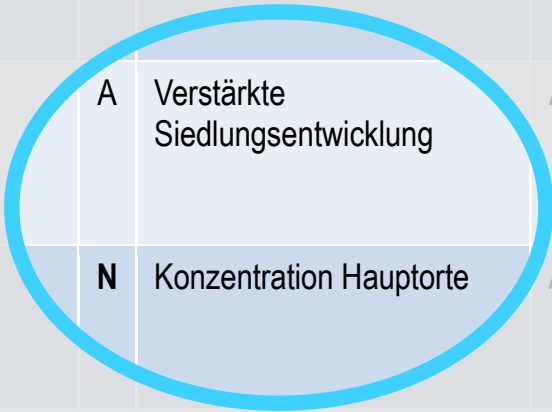 A Verstärkte
Siedlungsentwicklung
N Konzentration Hauptorte